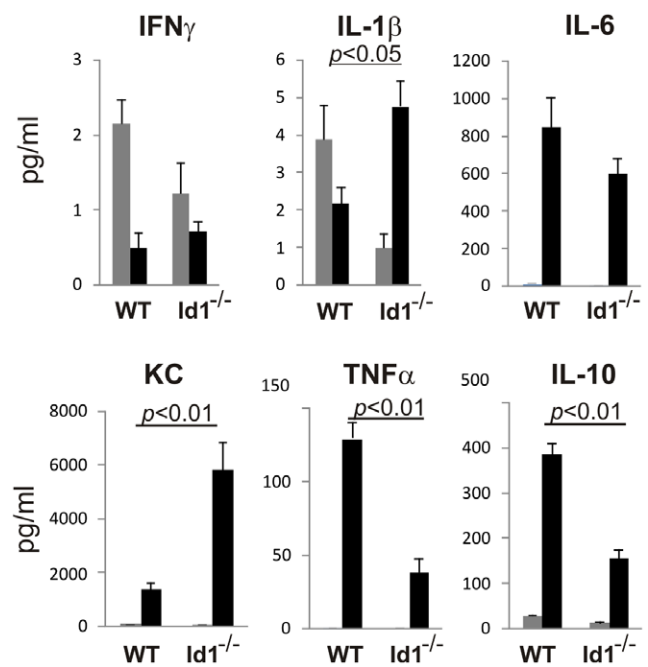 IFNγ
IL-1β
IL-6
p<0.05
pg/ml
3
2
1
0
6
5
4
3
2
1
0
1200
1000
800
600
400
200
0
WT Id1-/-
WT Id1-/-
WT Id1-/-
KC
TNFα
IL-10
p<0.01
p<0.01
p<0.01
pg/ml
8000
6000
4000
2000
0
150
100
50
0
500
400
300
200
100
0
WT Id1-/-
WT Id1-/-
WT Id1-/-